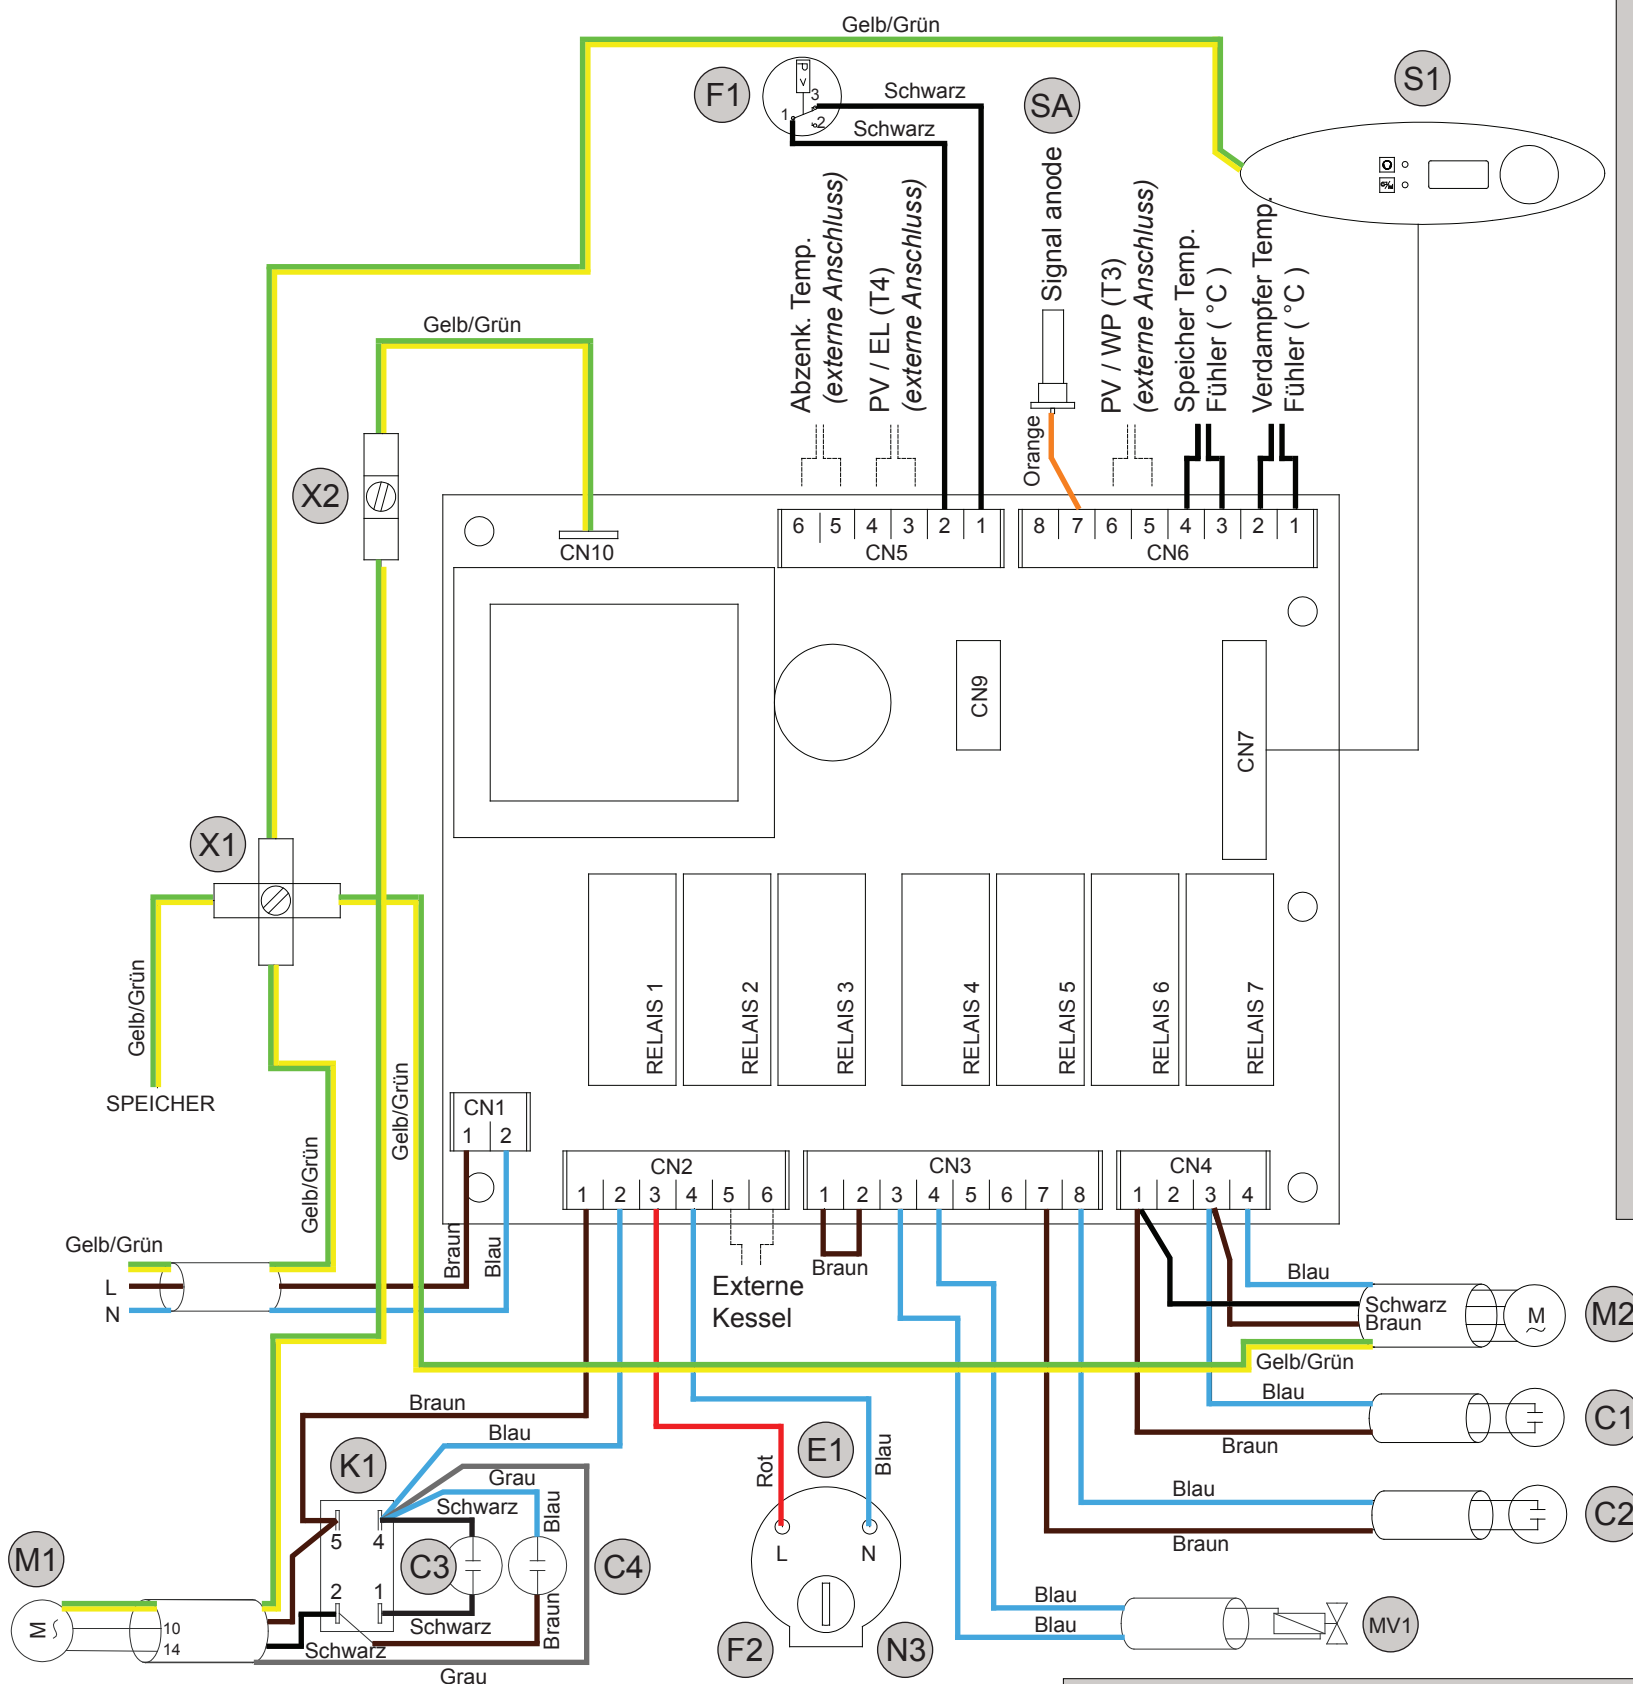 Gelb/Grün
S1
F1
P
>
3
1
2
Schwarz
Schwarz
SA
Signal anode
Orange
Abzenk. Temp.
(externe Anschluss)
PV / EL (T4)
(externe Anschluss)
PV / WP (T3)
(externe Anschluss)
Speicher Temp.
Fühler ( °C )
Verdampfer Temp.
Fühler ( °C )
Gelb/Grün
X2
CN10
6 5 4 3 2 1
CN5
8 7 6 5 4 3 2 1
CN6
CN9
CN7
X1
Gelb/Grün
SPEICHER
Gelb/Grün
Gelb/Grün
RELAIS 1
RELAIS 2
RELAIS 3
RELAIS 4
RELAIS 5
RELAIS 6
RELAIS 7
CN1
1 2
CN2
1 2 3 4 5 6
CN3
1 2 3 4 5 6 7 8
CN4
1 2 3 4
Gelb/Grün
L
N
Braun
Blau
Externe
Kessel
Braun
Blau
Schwarz
Braun
Gelb/Grün
M
~
M2
Blau
Braun
C1
Blau
Braun
C2
Braun
Blau
Grau
K1
Schwarz
Blau
5 4
2 1
C3
C4
Schwarz
Braun
Schwarz
Grau
M1
M
~
10
14
Rot
E1
Blau
L
N
F2
N3
Blau
Blau
MV1